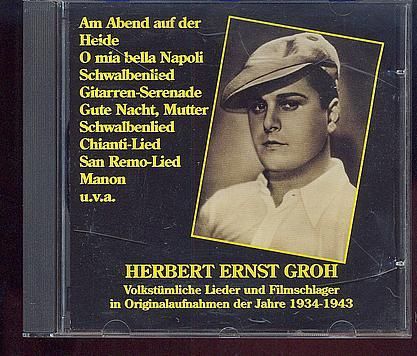 Am Abend auf der
Heide
O mia bella Napoli
Schwalbenlied
Gitarren-Serenade
Gute Nacht, Mutter
Schwalbenlied
Chianti-Lied
San Remo-Lied
Manon
u.v.a.
HERBERT ERNST GROH
Volkstümliche Lieder und Filmschlager
in Originalaufnahmen der Jahre 1934-1943